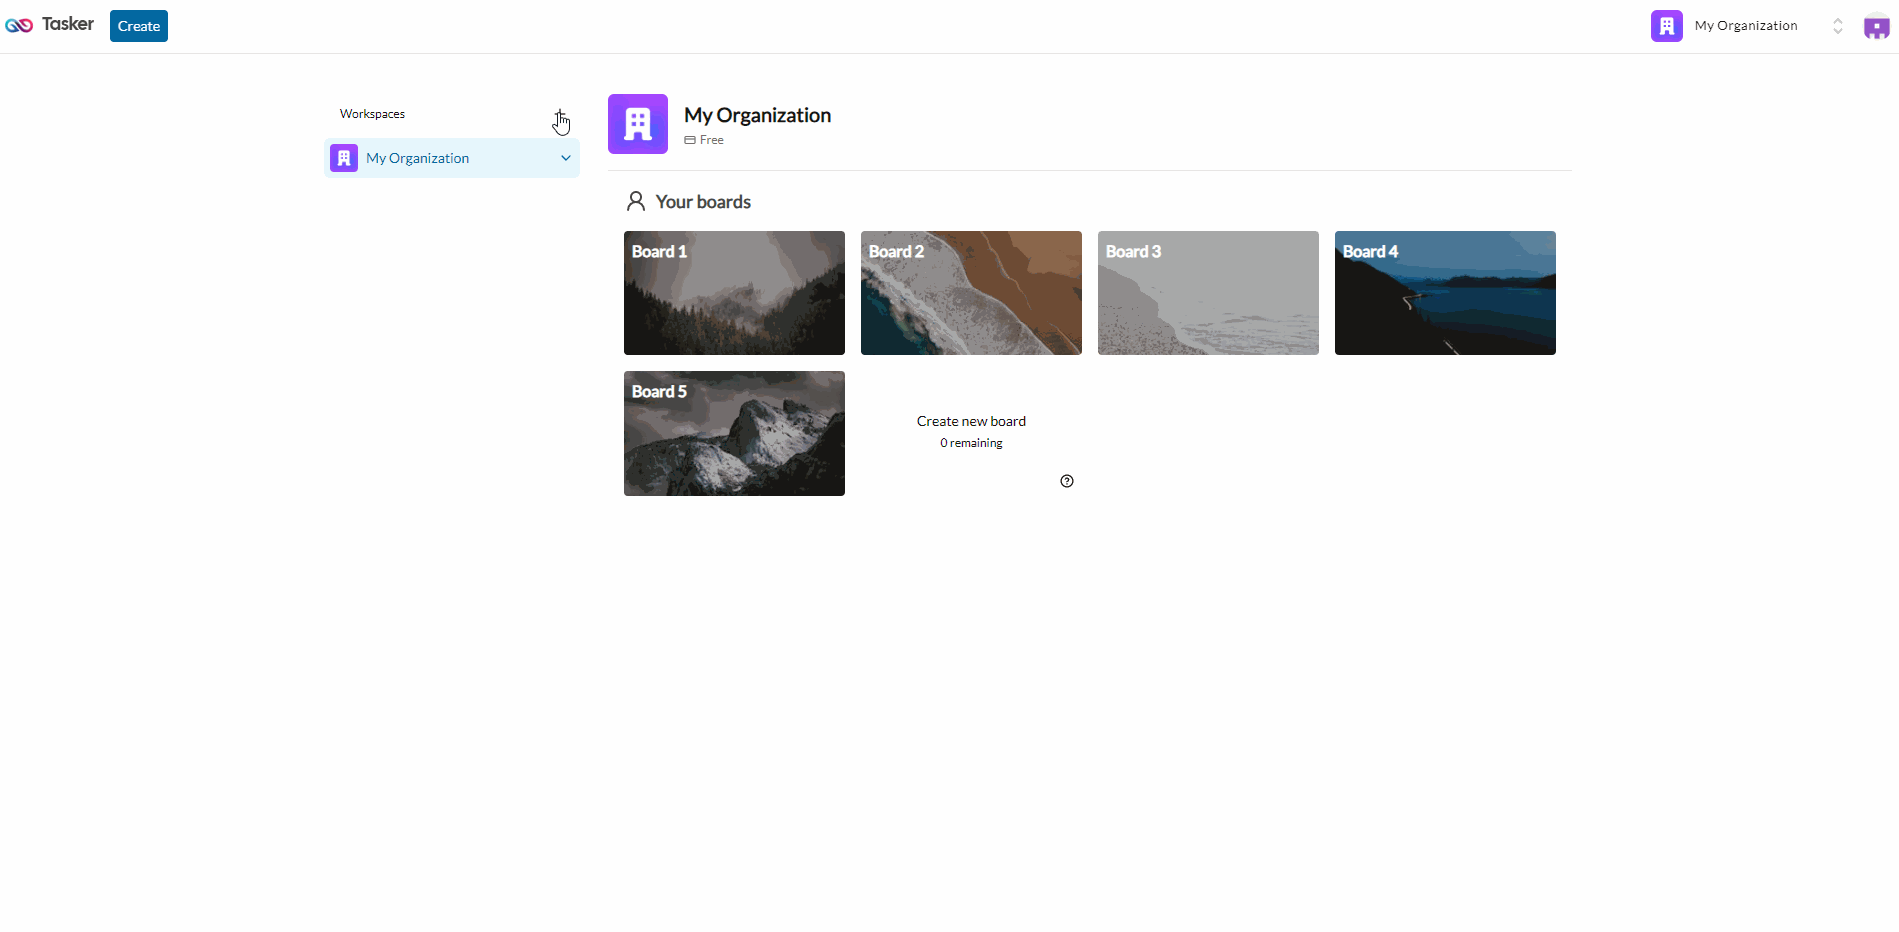 Tasker
Create
My Organization
Workspaces
My Organization
My Organization
Free
Your boards
Board 1
Board 2
Board 3
Board 4
Board 5
Create new board
0 remaining